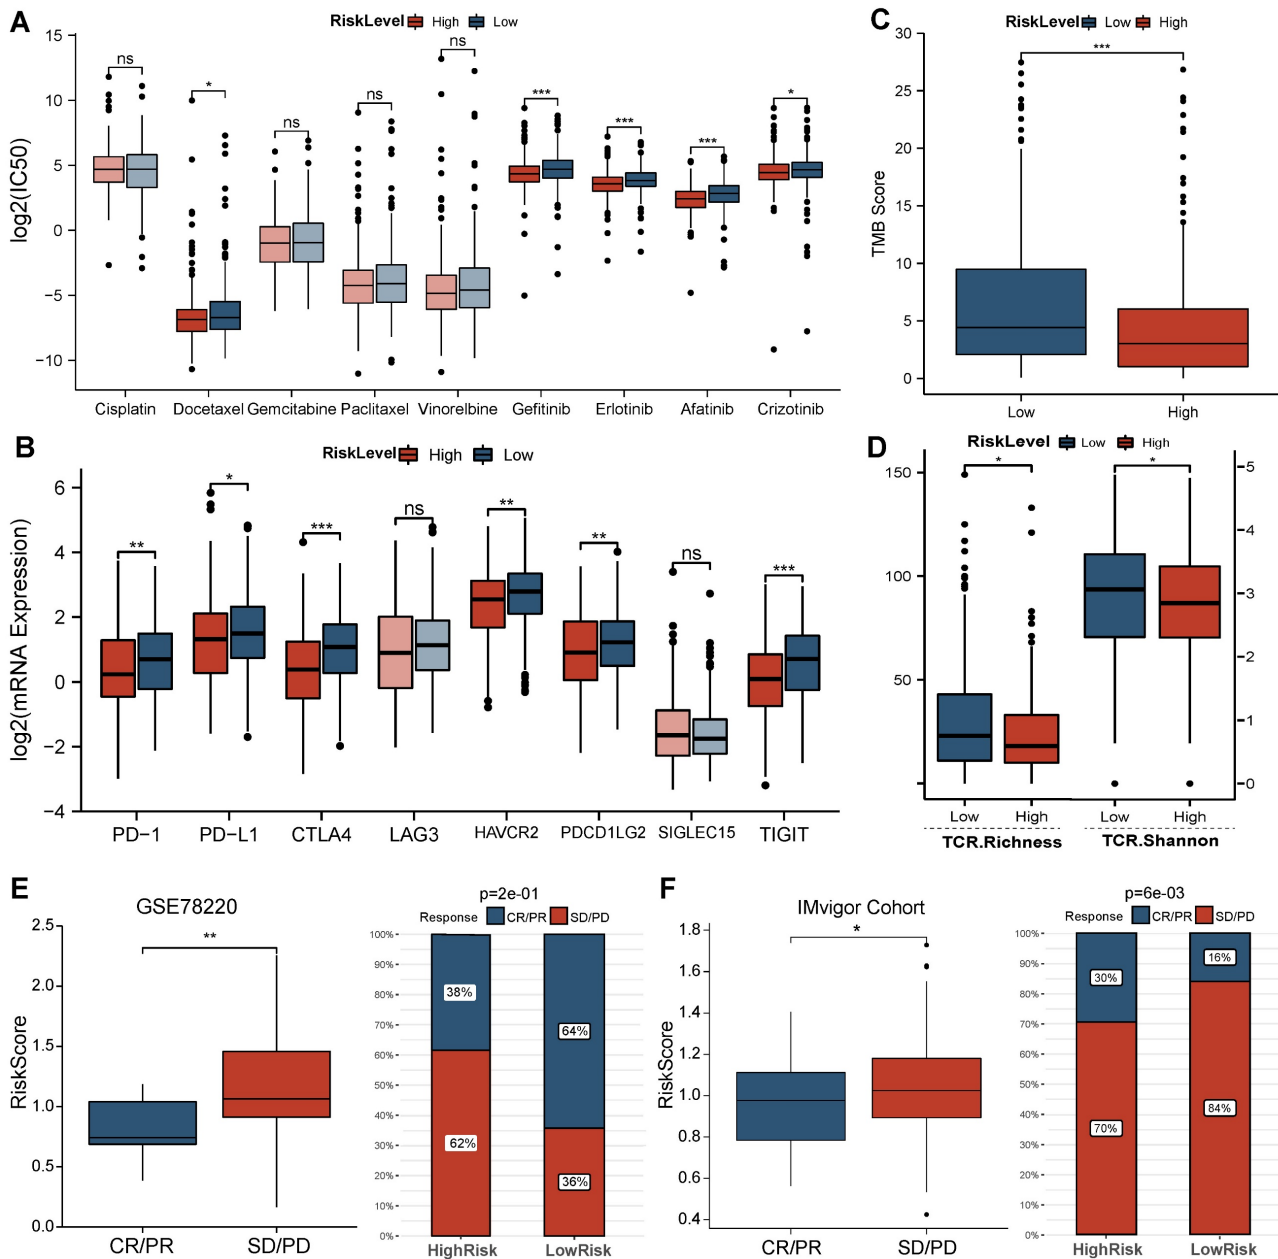 A
RiskLevel High Low
15
10
5
0
−5
−10
log2(IC50)
ns
*
ns
ns
ns
***
***
***
*
Cisplatin Docetaxel Gemcitabine Paclitaxel Vinorelbine Gefitinib Erlotinib Afatinib Crizotinib
C
RiskLevel Low High
30
25
20
15
10
5
0
TMB Score
***
Low High
B
RiskLevel High Low
6
4
2
0
−2
−4
log2(mRNA Expression)
**
*
***
ns
**
**
ns
***
PD−1 PD−L1 CTLA4 LAG3 HAVCR2 PDCD1LG2 SIGLEC15 TIGIT
D
RiskLevel Low High
150
100
50
*
*
5
4
3
2
1
0
Low High Low High
TCR.Richness TCR.Shannon
E
GSE78220
2.5
2.0
1.5
1.0
0.5
0.0
RiskScore
**
CR/PR SD/PD
p=2e-01
Response CR/PR SD/PD
100%
90%
80%
70%
60%
50%
40%
30%
20%
10%
0%
38%
62%
64%
36%
HighRisk LowRisk
F
IMvigor Cohort
1.8
1.6
1.4
1.2
1.0
0.8
0.6
0.4
RiskScore
*
CR/PR SD/PD
p=6e-03
Response CR/PR SD/PD
100%
90%
80%
70%
60%
50%
40%
30%
20%
10%
0%
30%
70%
16%
84%
HighRisk LowRisk